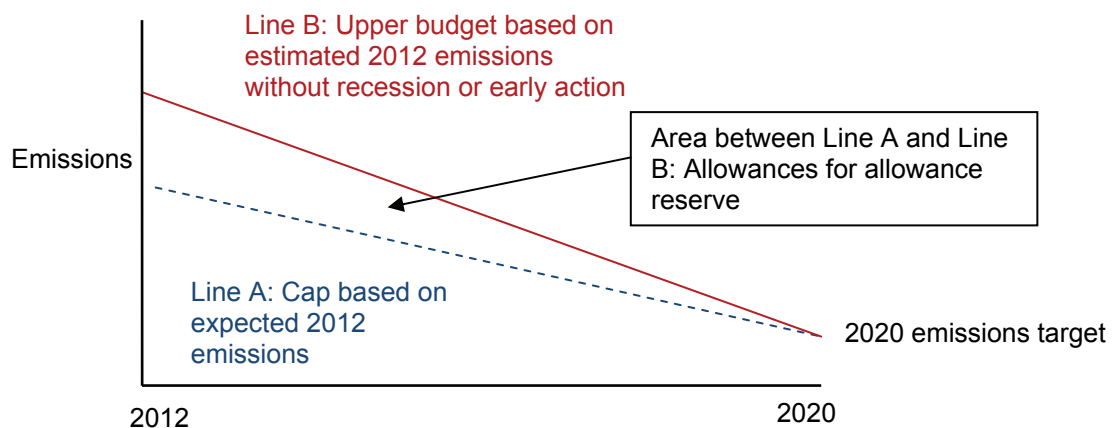 Line B: Upper budget based on
estimated 2012 emissions
without recession or early action
Emissions
Area between Line A and Line
B: Allowances for allowance
reserve
Line A: Cap based on
expected 2012
emissions
2020 emissions target
2012
2020